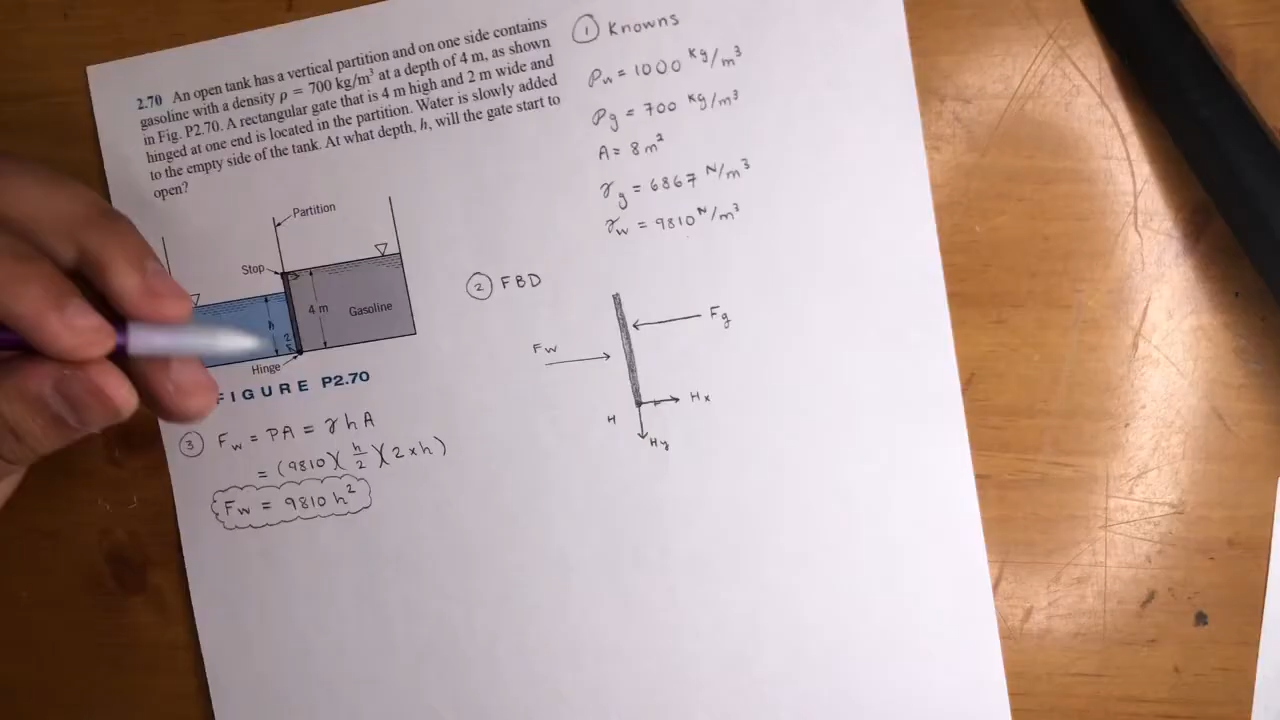 2.70 An open tank has a vertical partition and on one side contains
gasoline with a density ρ = 700 kg/m³ at a depth of 4 m, as shown
in Fig. P2.70. A rectangular gate that is 4 m high and 2 m wide and
hinged at one end is located in the partition. Water is slowly added
to the empty side of the tank. At what depth, h, will the gate start to
open?
Partition
Stop
4 m
Gasoline
h
Hinge
FIGURE P2.70
① Knowns
ρw = 1000 kg/m³
ρg = 700 kg/m³
A = 8 m²
γg = 6867 N/m³
γw = 9810 N/m³
② FBD
Fg
Fw
Hx
H
Hy
③ Fw = PA = γhA
= (9810)(h/2)(2×h)
Fw = 9810 h²